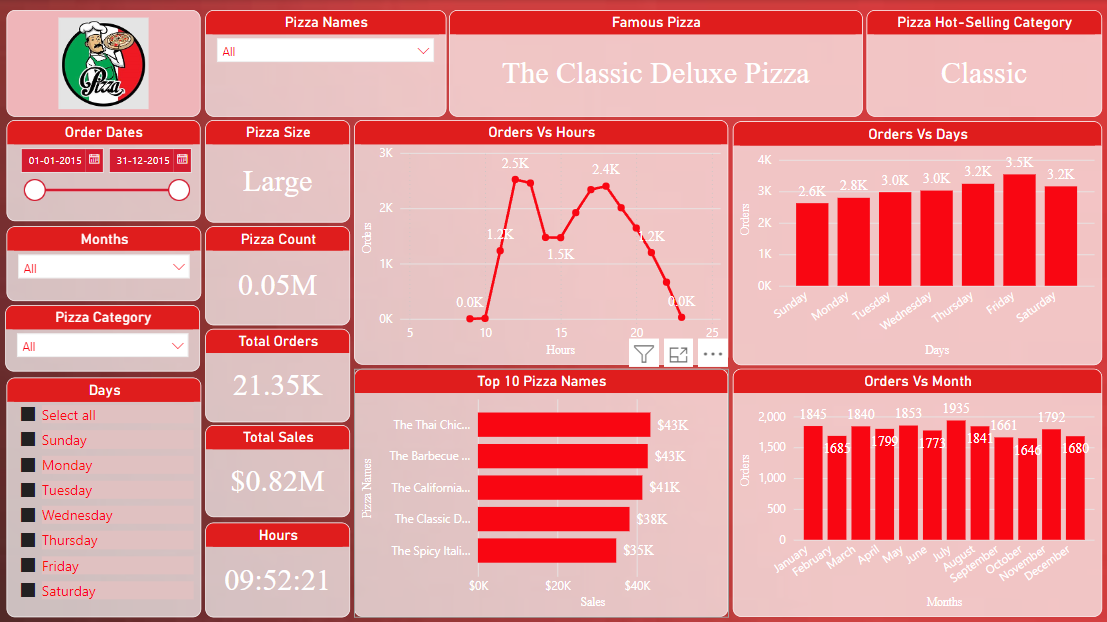 Pizza
Pizza Names
All
Famous Pizza
The Classic Deluxe Pizza
Pizza Hot-Selling Category
Classic
Order Dates
01-01-2015
31-12-2015
Pizza Size
Large
Months
All
Pizza Count
0.05M
Pizza Category
All
Total Orders
21.35K
Days
Select all
Sunday
Monday
Tuesday
Wednesday
Thursday
Friday
Saturday
Total Sales
$0.82M
Hours
09:52:21
Orders Vs Hours
Orders
3K
2K
1K
0K
0.0K
1.2K
2.5K
1.5K
2.4K
1.2K
0.0K
5
10
15
20
25
Hours
Orders Vs Days
Orders
4K
3K
2K
1K
0K
2.6K
2.8K
3.0K
3.0K
3.2K
3.5K
3.2K
Sunday
Monday
Tuesday
Wednesday
Thursday
Friday
Saturday
Days
Top 10 Pizza Names
Pizza Names
The Thai Chic... $43K
The Barbecue ... $43K
The California... $41K
The Classic D... $38K
The Spicy Itali... $35K
$0K
$20K
$40K
Sales
Orders Vs Month
Orders
2,000
1,500
1,000
500
0
1845
1685
1840
1799
1853
1773
1935
1841
1661
1646
1792
1680
January
February
March
April
May
June
July
August
September
October
November
December
Months